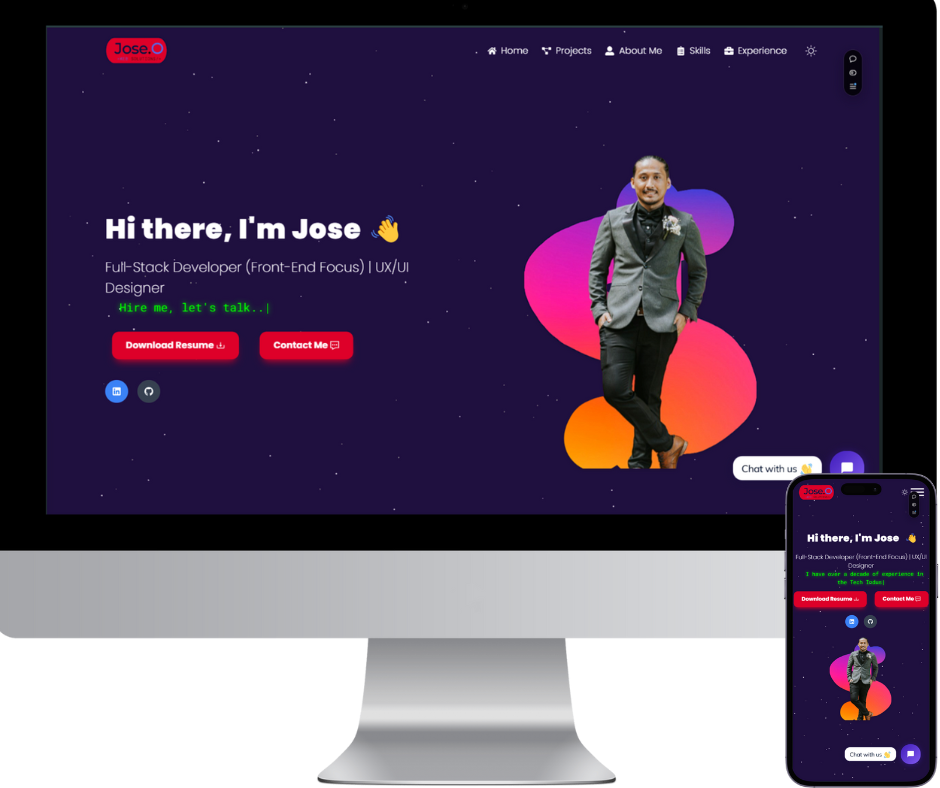 Jose.O
Home Projects About Me Skills Experience
Hi there, I'm Jose 👋
Full-Stack Developer (Front-End Focus) | UX/UI
Designer
Hire me, let's talk..|
Download Resume Contact Me
Chat with us 👋
Jose.O
Hi there, I'm Jose 👋
Full-Stack Developer (Front-End Focus) | UX/UI
Designer
I have over a decade of experience in
the Tech
Download Resume Contact Me
Chat with us 👋